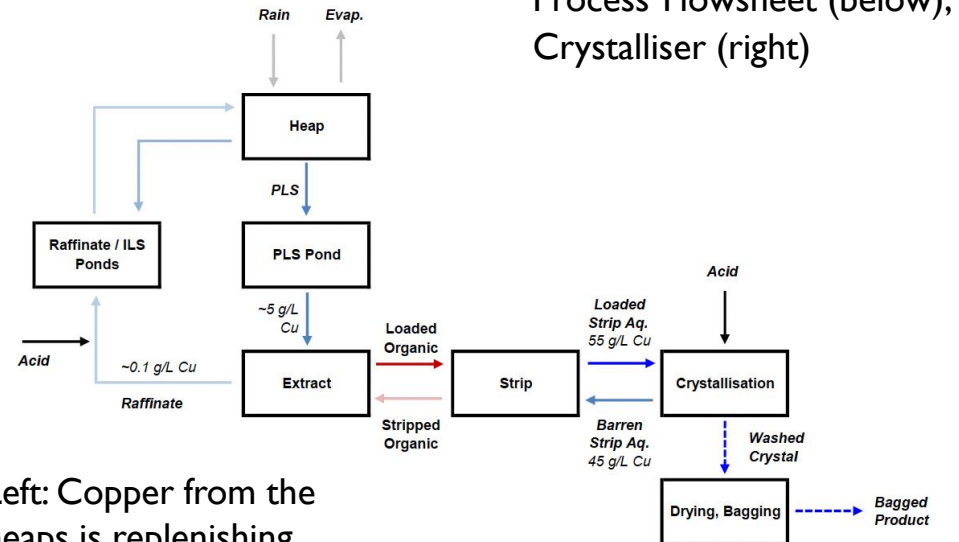 Process Flowsheet (below),
Crystalliser (right)
Rain
Evap.
Heap
PLS
Raffinate / ILS
Ponds
PLS Pond
~5 g/L
Cu
Acid
~0.1 g/L Cu
Raffinate
Extract
Loaded
Organic
Stripped
Organic
Strip
Loaded
Strip Aq.
55 g/L Cu
Barren
Strip Aq.
45 g/L Cu
Acid
Crystallisation
Washed
Crystal
Drying, Bagging
Bagged
Product
Left: Copper from the
heaps is replenishing